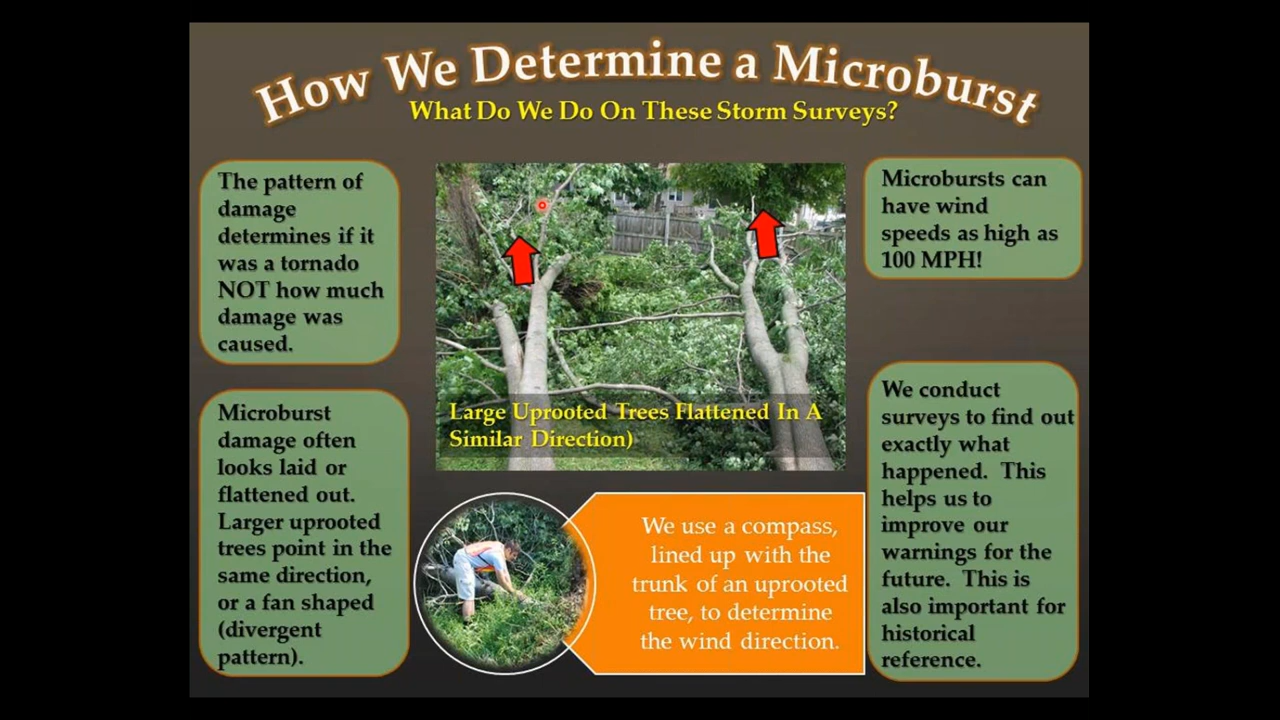 How We Determine a Microburst
What Do We Do On These Storm Surveys?
The pattern of
damage
determines if it
was a tornado
NOT how much
damage was
caused.
Microburst
damage often
looks laid or
flattened out.
Larger uprooted
trees point in the
same direction,
or a fan shaped
(divergent
pattern).
Large Uprooted Trees Flattened In A
Similar Direction)
We use a compass,
lined up with the
trunk of an uprooted
tree, to determine
the wind direction.
Microbursts can
have wind
speeds as high as
100 MPH!
We conduct
surveys to find out
exactly what
happened. This
helps us to
improve our
warnings for the
future. This is
also important for
historical
reference.